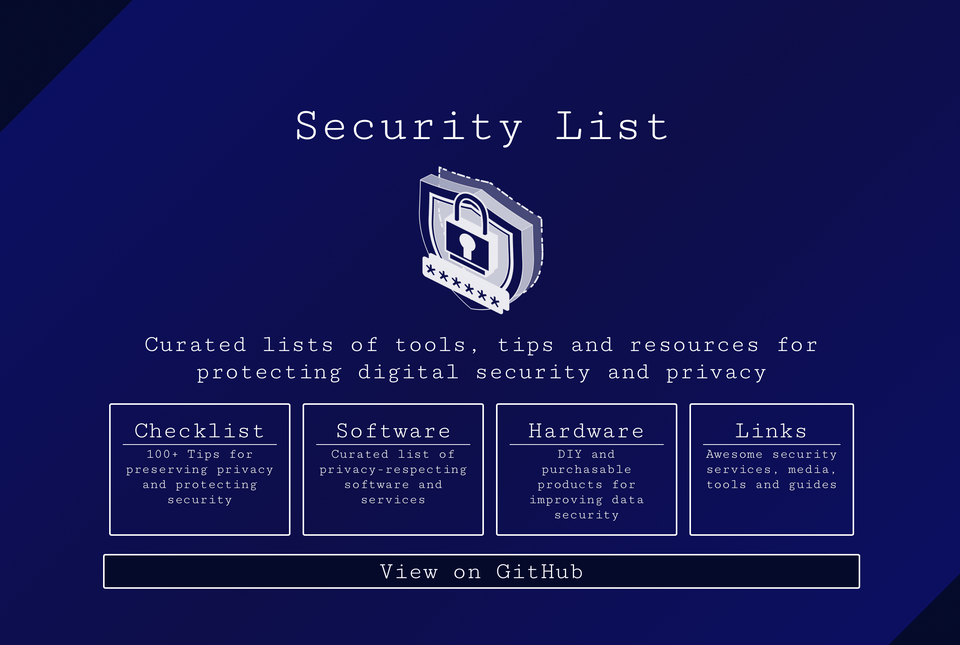 Security List
******
Curated lists of tools, tips and resources for
protecting digital security and privacy
Checklist
100+ Tips for
preserving privacy
and protecting
security
Software
Curated list of
privacy-respecting
software and
services
Hardware
DIY and
purchasable
products for
improving data
security
Links
Awesome security
services, media,
tools and guides
View on GitHub